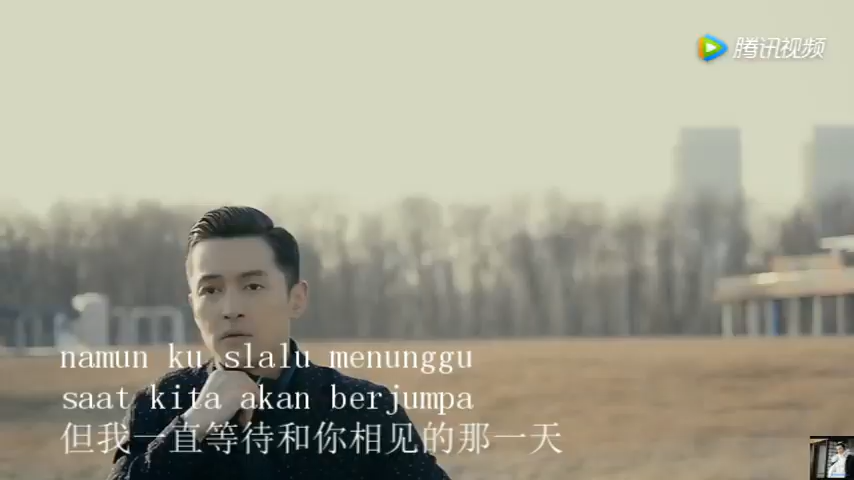 腾讯视频
namun ku slalu menunggu
saat kita akan berjumpa
但我一直等待和你相见的那一天